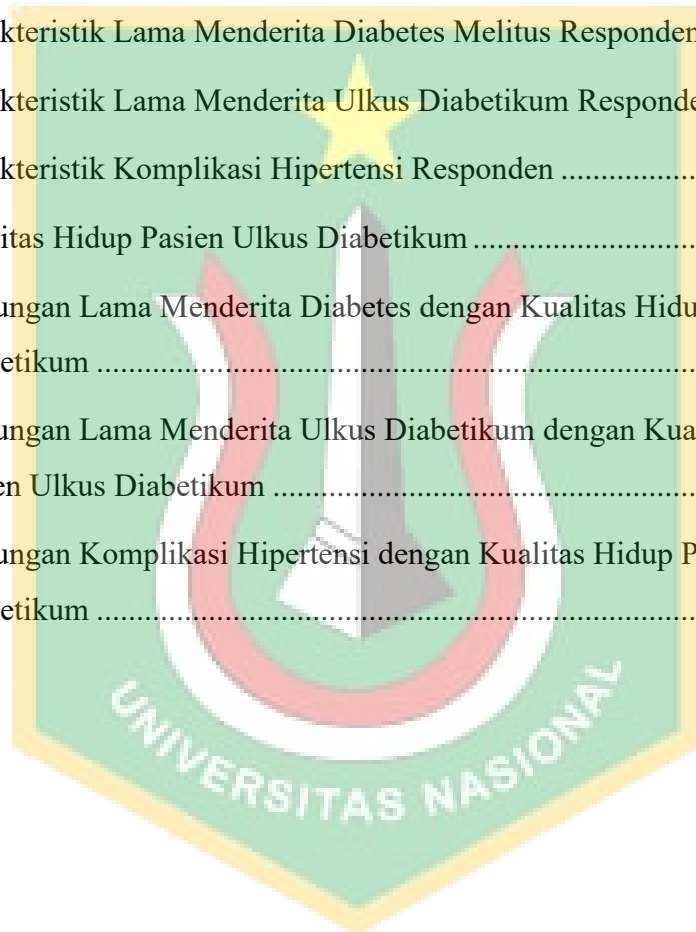 kteristik Lama Menderita Diabetes Melitus Responden
kteristik Lama Menderita Ulkus Diabetikum Responde
kteristik Komplikasi Hipertensi Responden ................
itas Hidup Pasien Ulkus Diabetikum ..........................
ungan Lama Menderita Diabetes dengan Kualitas Hidu
etikum .......................................................................
ungan Lama Menderita Ulkus Diabetikum dengan Kua
en Ulkus Diabetikum ..................................................
ungan Komplikasi Hipertensi dengan Kualitas Hidup P
etikum .......................................................................
UNIVERSITAS NASIONAL